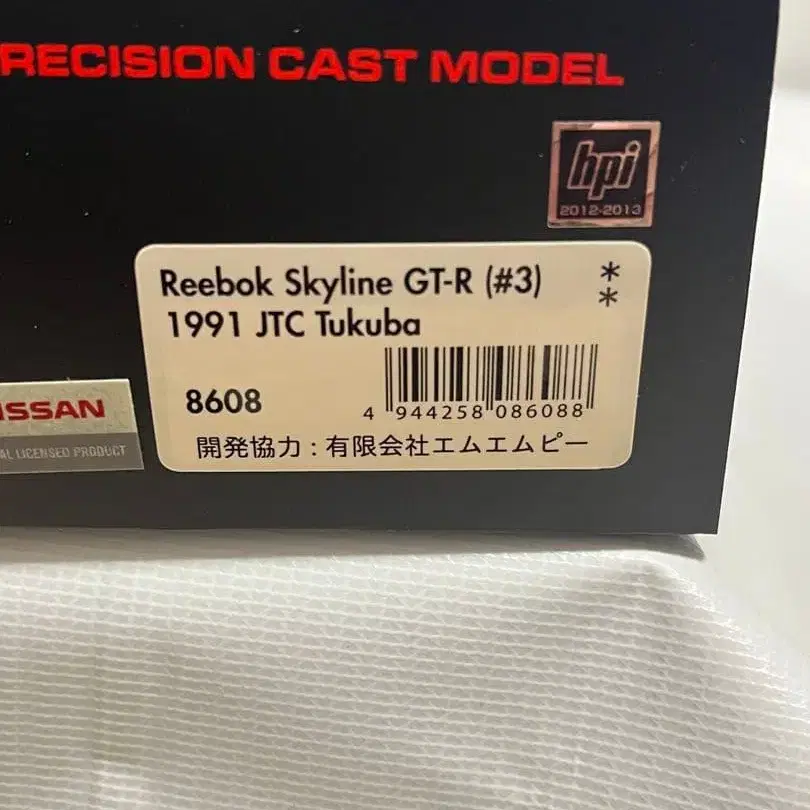 RECISION CAST MODEL
hpi
2012-2013
Reebok Skyline GT-R (#3) **
1991 JTC Tukuba
8608
4 944258 086088
ISSAN
AL LICENSED PRODUCT
開発協力：有限会社エムエムピー